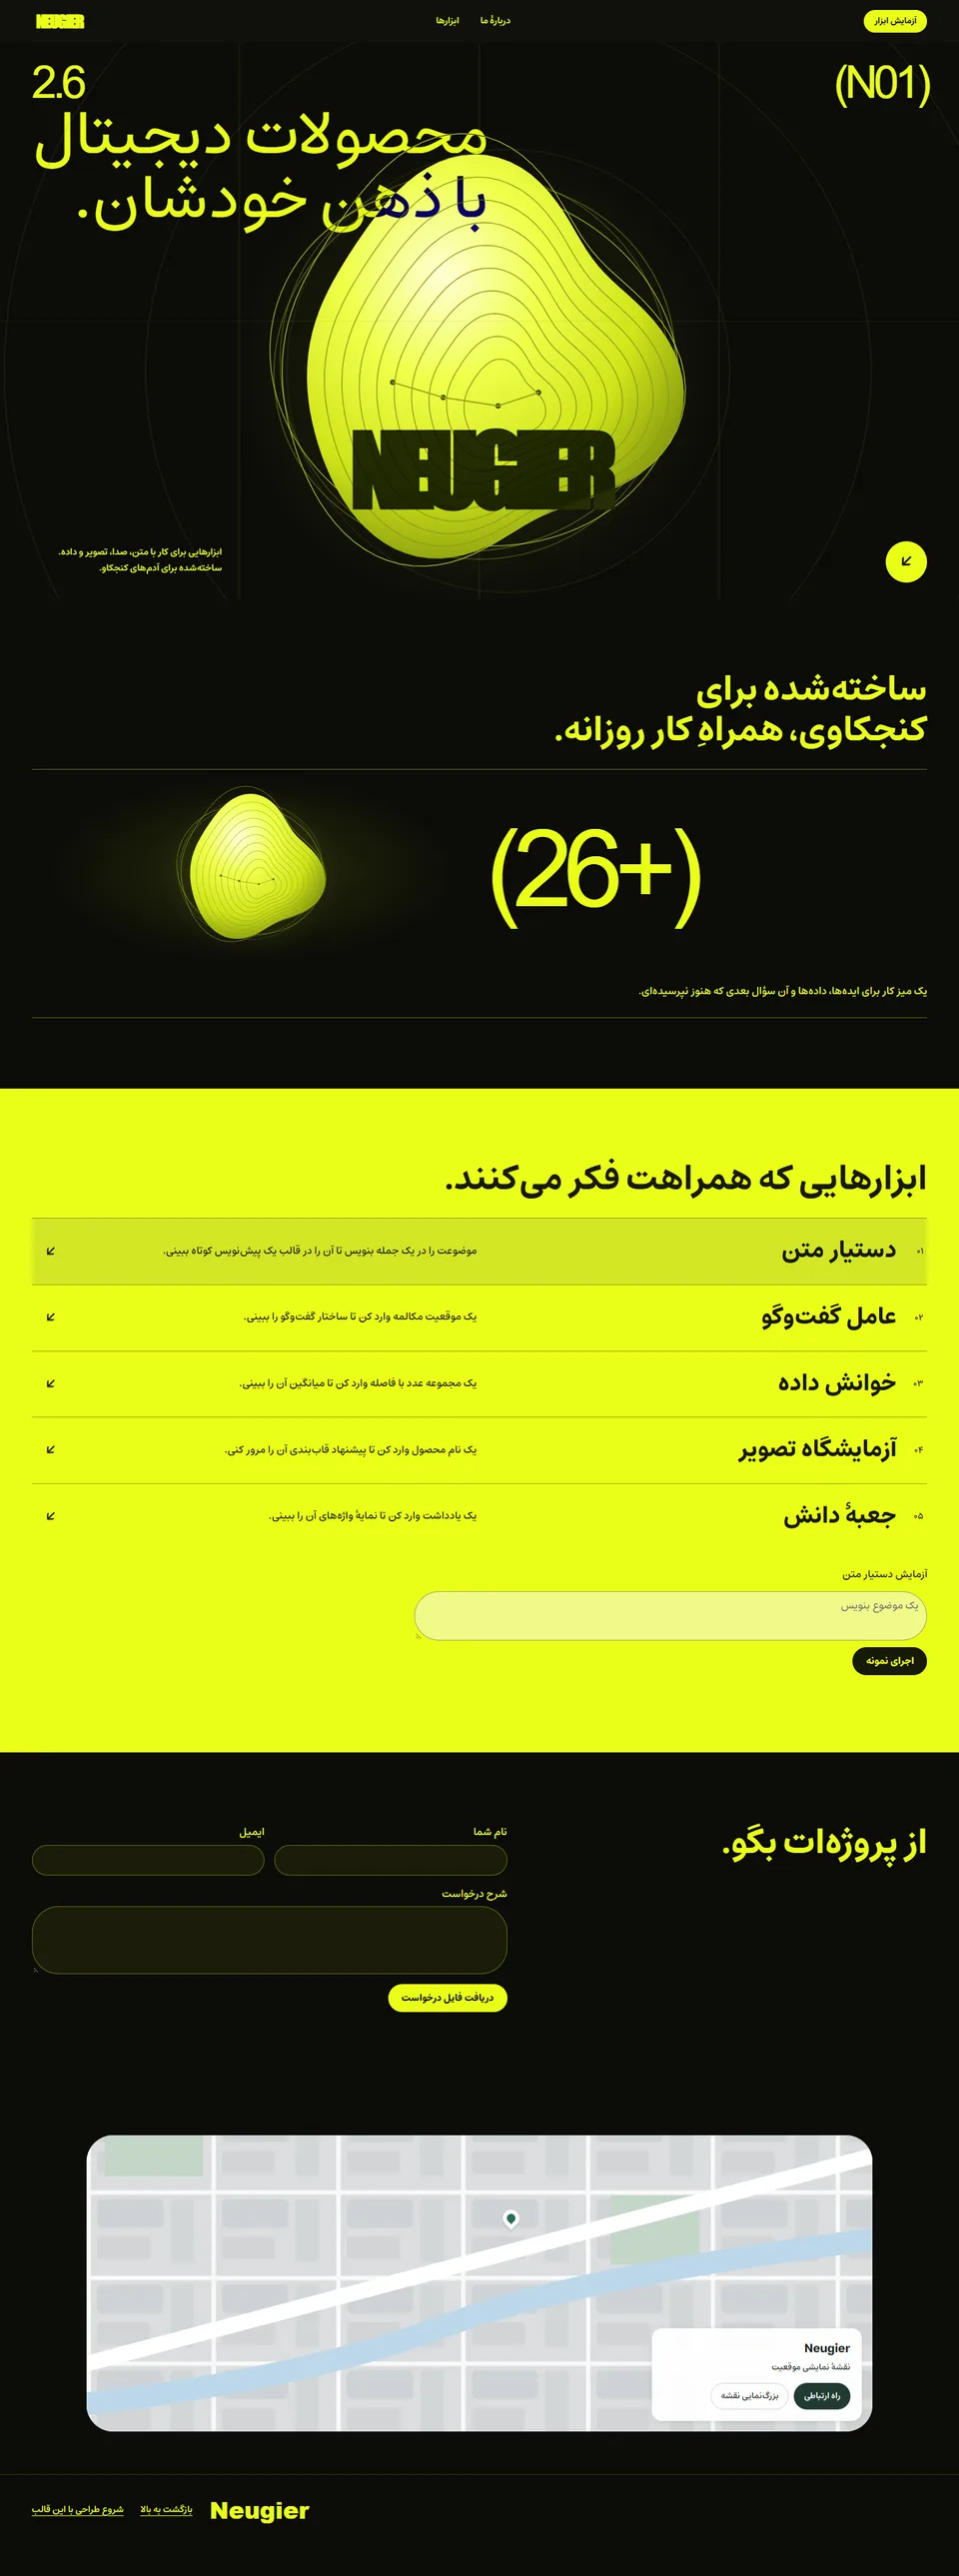 آزمایش ابزار
دربارهٔ ما
ابزارها
NEUGIER
(N01)
2.6
محصولات دیجیتال
با ذهن خودشان.
NEUGIER
ابزارهایی برای کار با متن، صدا، تصویر و داده.
ساخته‌شده برای آدم‌های کنجکاو.
ساخته‌شده برای
کنجکاوی، همراهِ کار روزانه.
(26+)
یک میز کار برای ایده‌ها، داده‌ها و آن سؤال بعدی که هنوز نپرسیده‌ای.
ابزارهایی که همراهت فکر می‌کنند.
۰۱ دستیار متن موضوعت را در یک جمله بنویس تا آن را در قالب یک پیش‌نویس کوتاه ببینی.
۰۲ عامل گفت‌وگو یک موقعیت مکالمه وارد کن تا ساختار گفت‌وگو را ببینی.
۰۳ خوانش داده یک مجموعه عدد با فاصله وارد کن تا میانگین آن را ببینی.
۰۴ آزمایشگاه تصویر یک نام محصول وارد کن تا پیشنهاد قاب‌بندی آن را مرور کنی.
۰۵ جعبهٔ دانش یک یادداشت وارد کن تا نمایهٔ واژه‌های آن را ببینی.
آزمایش دستیار متن
یک موضوع بنویس
اجرای نمونه
از پروژه‌ات بگو.
نام شما
ایمیل
شرح درخواست
دریافت فایل درخواست
Neugier
نقشهٔ نمایشی موقعیت
راه ارتباطی
بزرگ‌نمایی نقشه
Neugier
بازگشت به بالا
شروع طراحی با این قالب